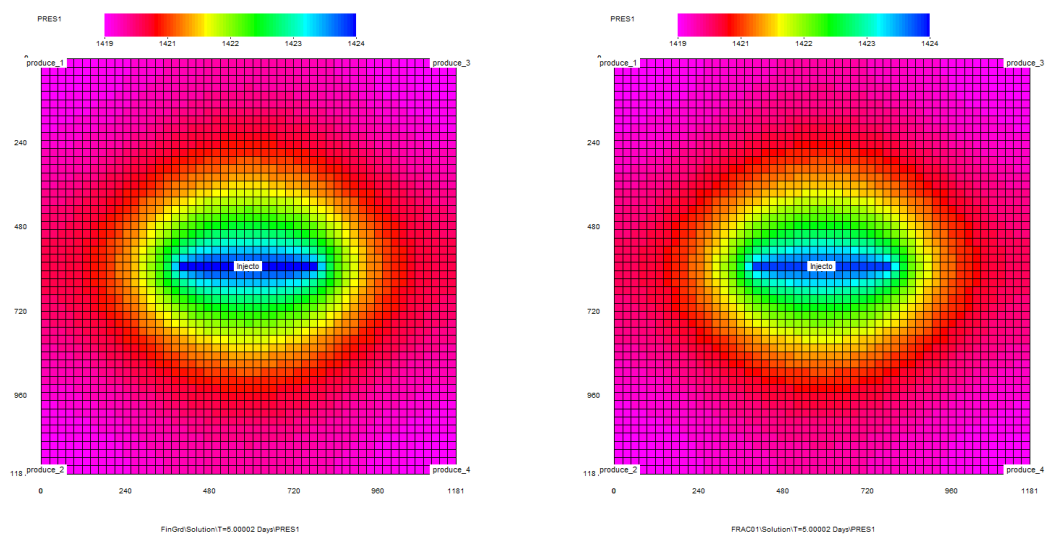 PRES1
1419 1421 1422 1423 1424
produce_1 produce_3
240
480
Injecto
720
960
118
produce_2 produce_4
0 240 480 720 960 1181
FinGrd\Solution\T=5.00002 Days\PRES1
PRES1
1419 1421 1422 1423 1424
produce_1 produce_3
240
480
Injecto
720
960
118
produce_2 produce_4
0 240 480 720 960 1181
FRAC01\Solution\T=5.00002 Days\PRES1